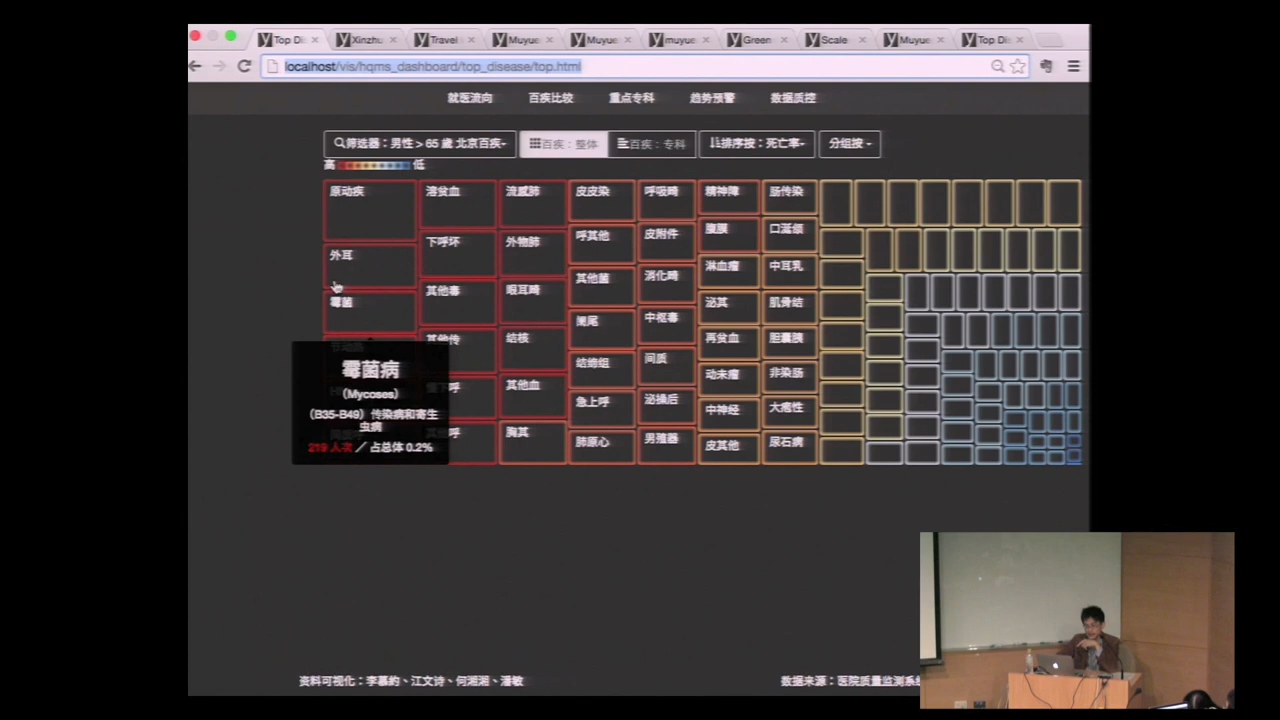 Top Di
Xinzhu
Travel
Muyue
Muyue
muyue
Green
Scale
Muyue
Top Di
localhost/vis/hqms_dashboard/top_disease/top.html
就医流向 百疾比较 重点专科 趋势预警 数据质控
筛选器：男性 > 65 岁 北京百疾
百疾：整体
百疾：专科
排序按：死亡率
分组按
高 低
原动疾 溶贫血 流感肺 皮皮染 呼吸畸 精神障 肠传染
外耳 下呼坏 外物肺 呼其他 皮附件 腹膜 口涎颌
霉菌 其他毒 眼耳畸 其他菌 消化畸 淋血瘤 中耳乳
其他传 结核 阑尾 中枢毒 泌其 肌骨结
慢下呼 其他血 结缔组 间质 再贫血 胆囊胰
胸其 急上呼 泌操后 动未瘤 非染肠
肺原心 男殖器 中神经 大疱性
皮其他 尿石病
霉菌病
（Mycoses）
（B35-B49）传染病和寄生
虫病
219 人次 ／ 占总体 0.2%
资料可视化：李慕约、江文诗、何湘湘、潘敏
数据来源：医院质量监测系统